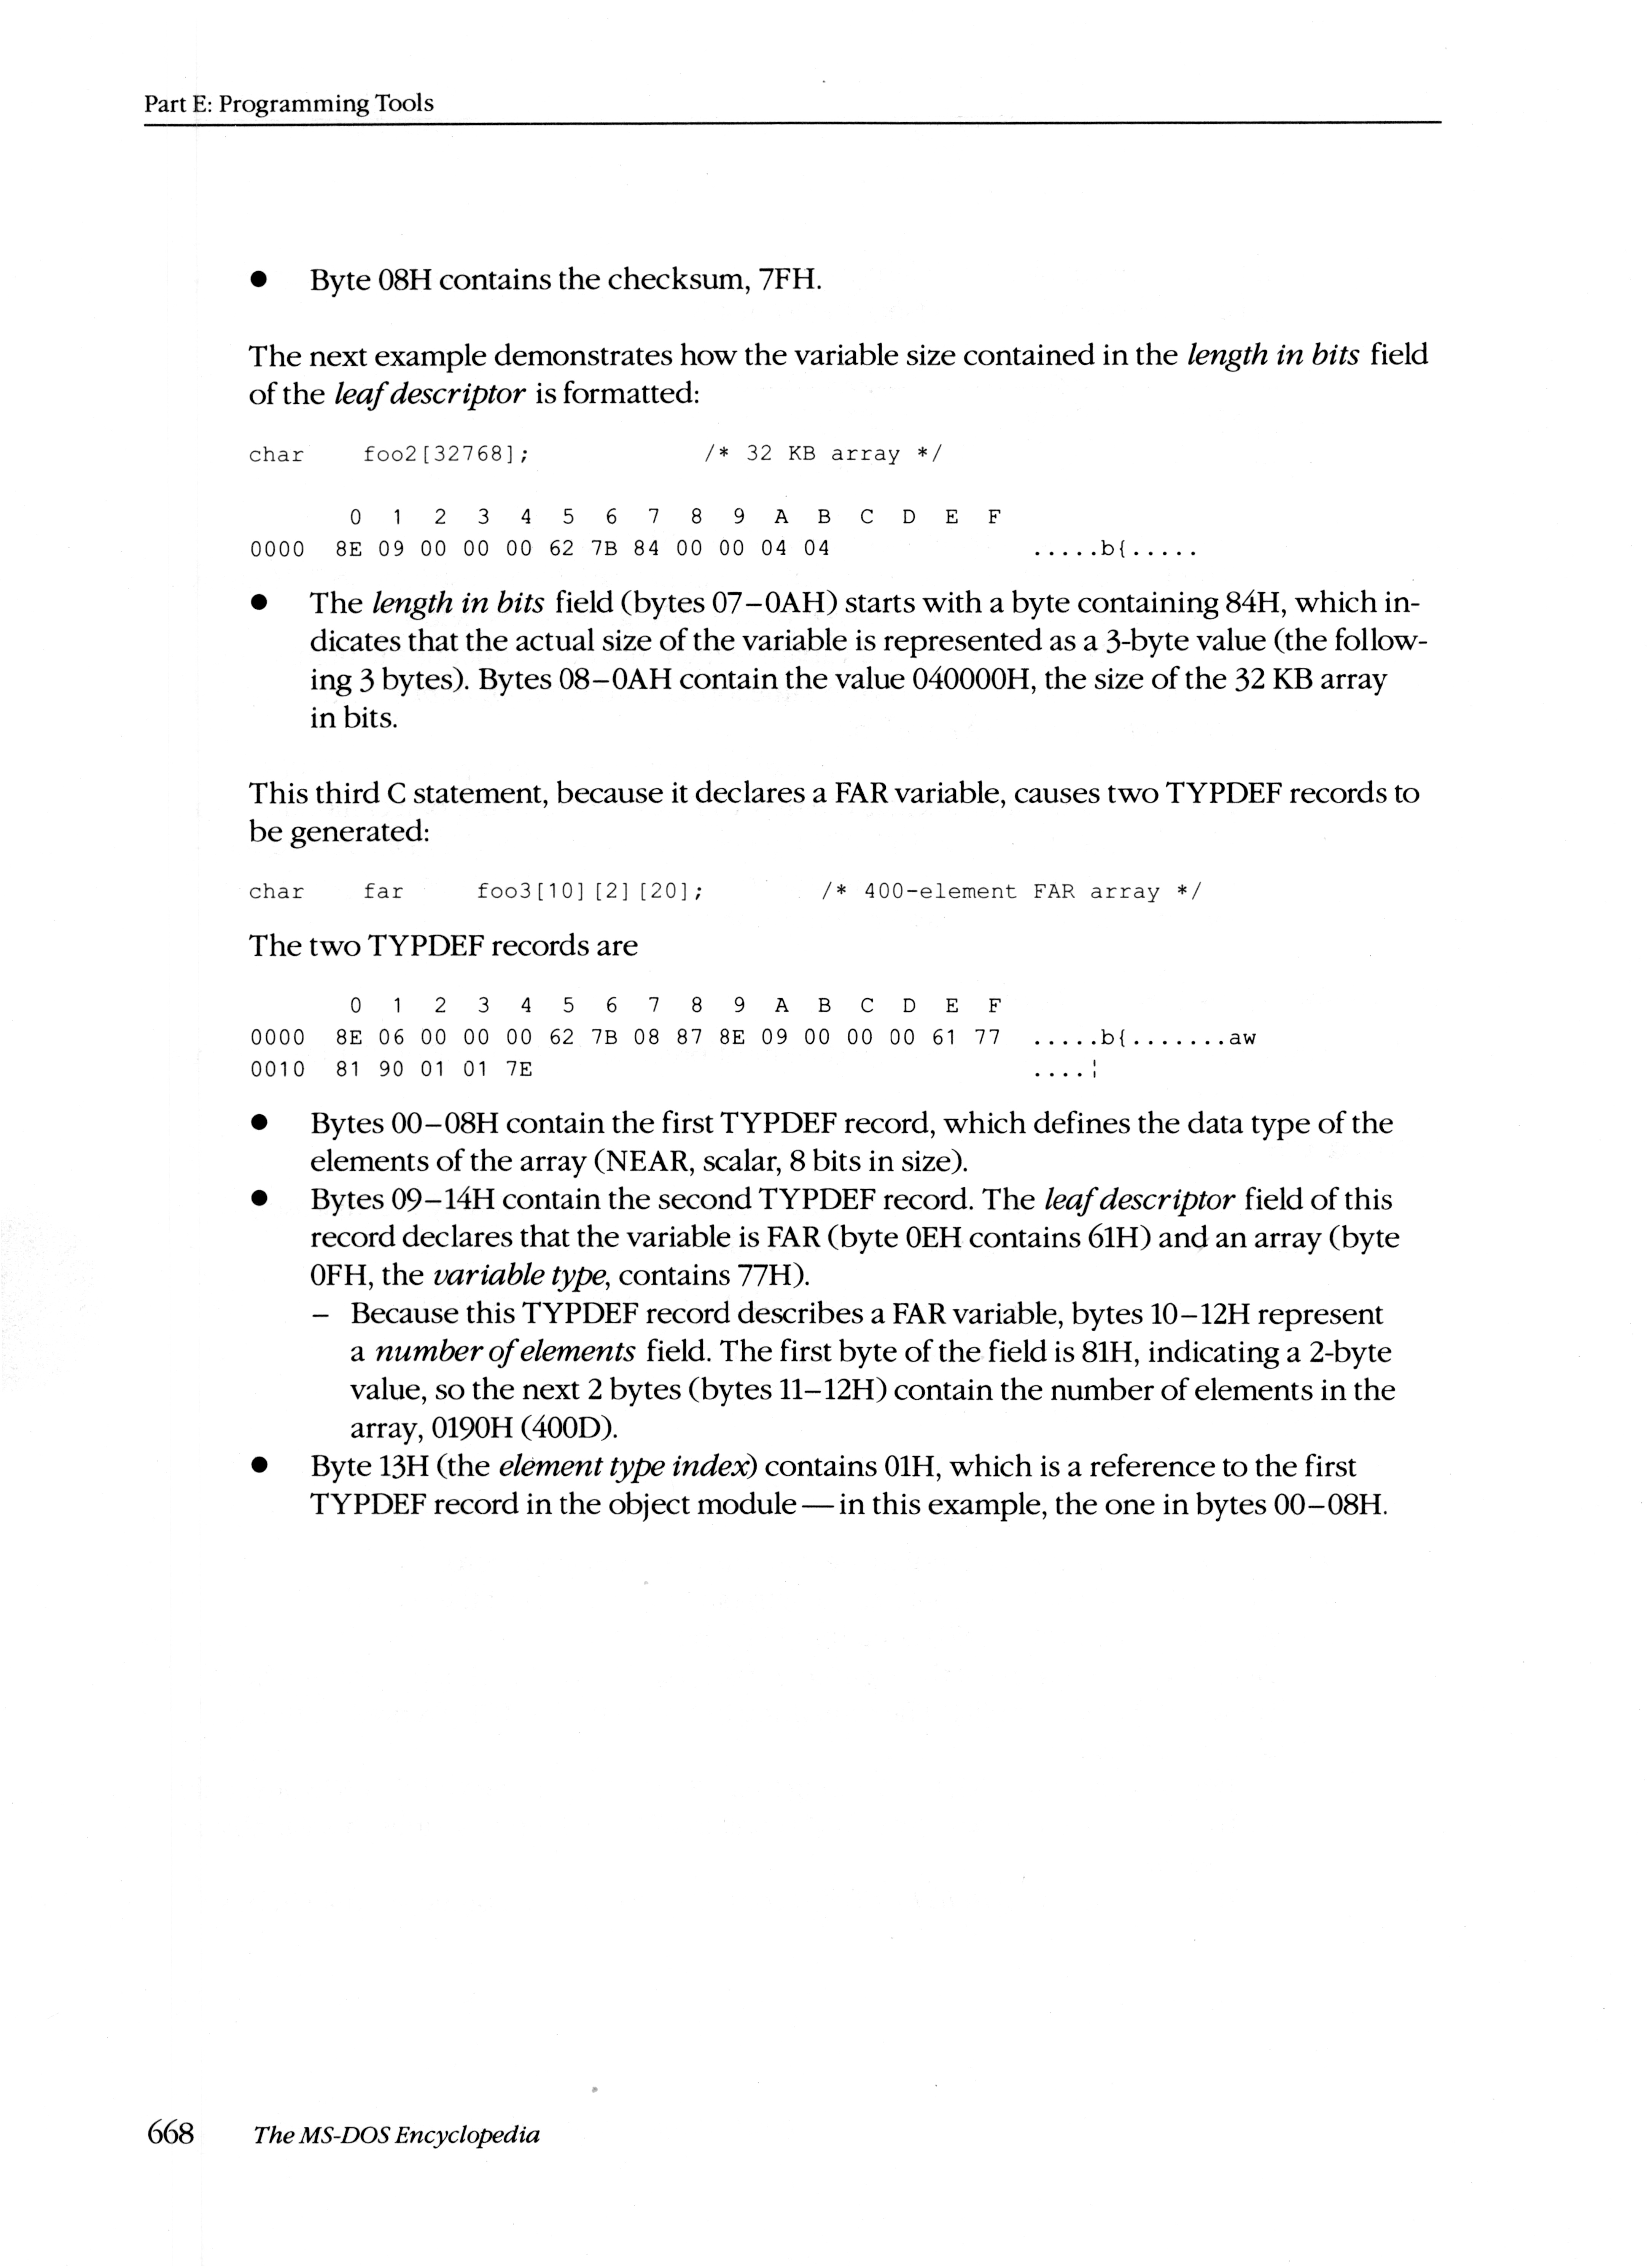 Part E: Programming Tools
● Byte 08H contains the checksum, 7FH.
The next example demonstrates how the variable size contained in the length in bits field
of the leaf descriptor is formatted:
char foo2[32768]; /* 32 KB array */
0 1 2 3 4 5 6 7 8 9 A B C D E F
0000 8E 09 00 00 00 62 7B 84 00 00 04 04 .....b{.....
● The length in bits field (bytes 07–0AH) starts with a byte containing 84H, which in-
dicates that the actual size of the variable is represented as a 3-byte value (the follow-
ing 3 bytes). Bytes 08–0AH contain the value 040000H, the size of the 32 KB array
in bits.
This third C statement, because it declares a FAR variable, causes two TYPDEF records to
be generated:
char far foo3[10][2][20]; /* 400-element FAR array */
The two TYPDEF records are
0 1 2 3 4 5 6 7 8 9 A B C D E F
0000 8E 06 00 00 00 62 7B 08 87 8E 09 00 00 00 61 77 .....b{.......aw
0010 81 90 01 01 7E ....¦
● Bytes 00–08H contain the first TYPDEF record, which defines the data type of the
elements of the array (NEAR, scalar, 8 bits in size).
● Bytes 09–14H contain the second TYPDEF record. The leaf descriptor field of this
record declares that the variable is FAR (byte 0EH contains 61H) and an array (byte
0FH, the variable type, contains 77H).
– Because this TYPDEF record describes a FAR variable, bytes 10–12H represent
a number of elements field. The first byte of the field is 81H, indicating a 2-byte
value, so the next 2 bytes (bytes 11–12H) contain the number of elements in the
array, 0190H (400D).
● Byte 13H (the element type index) contains 01H, which is a reference to the first
TYPDEF record in the object module — in this example, the one in bytes 00–08H.
668 The MS-DOS Encyclopedia